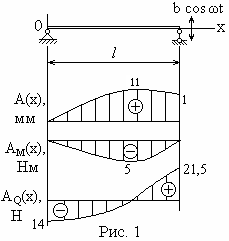 b cos ωt
0
x
l
11
A(x),
мм
1
+
A_M(x),
Нм
−
5
21,5
A_Q(x),
Н
+
−
14
Рис. 1